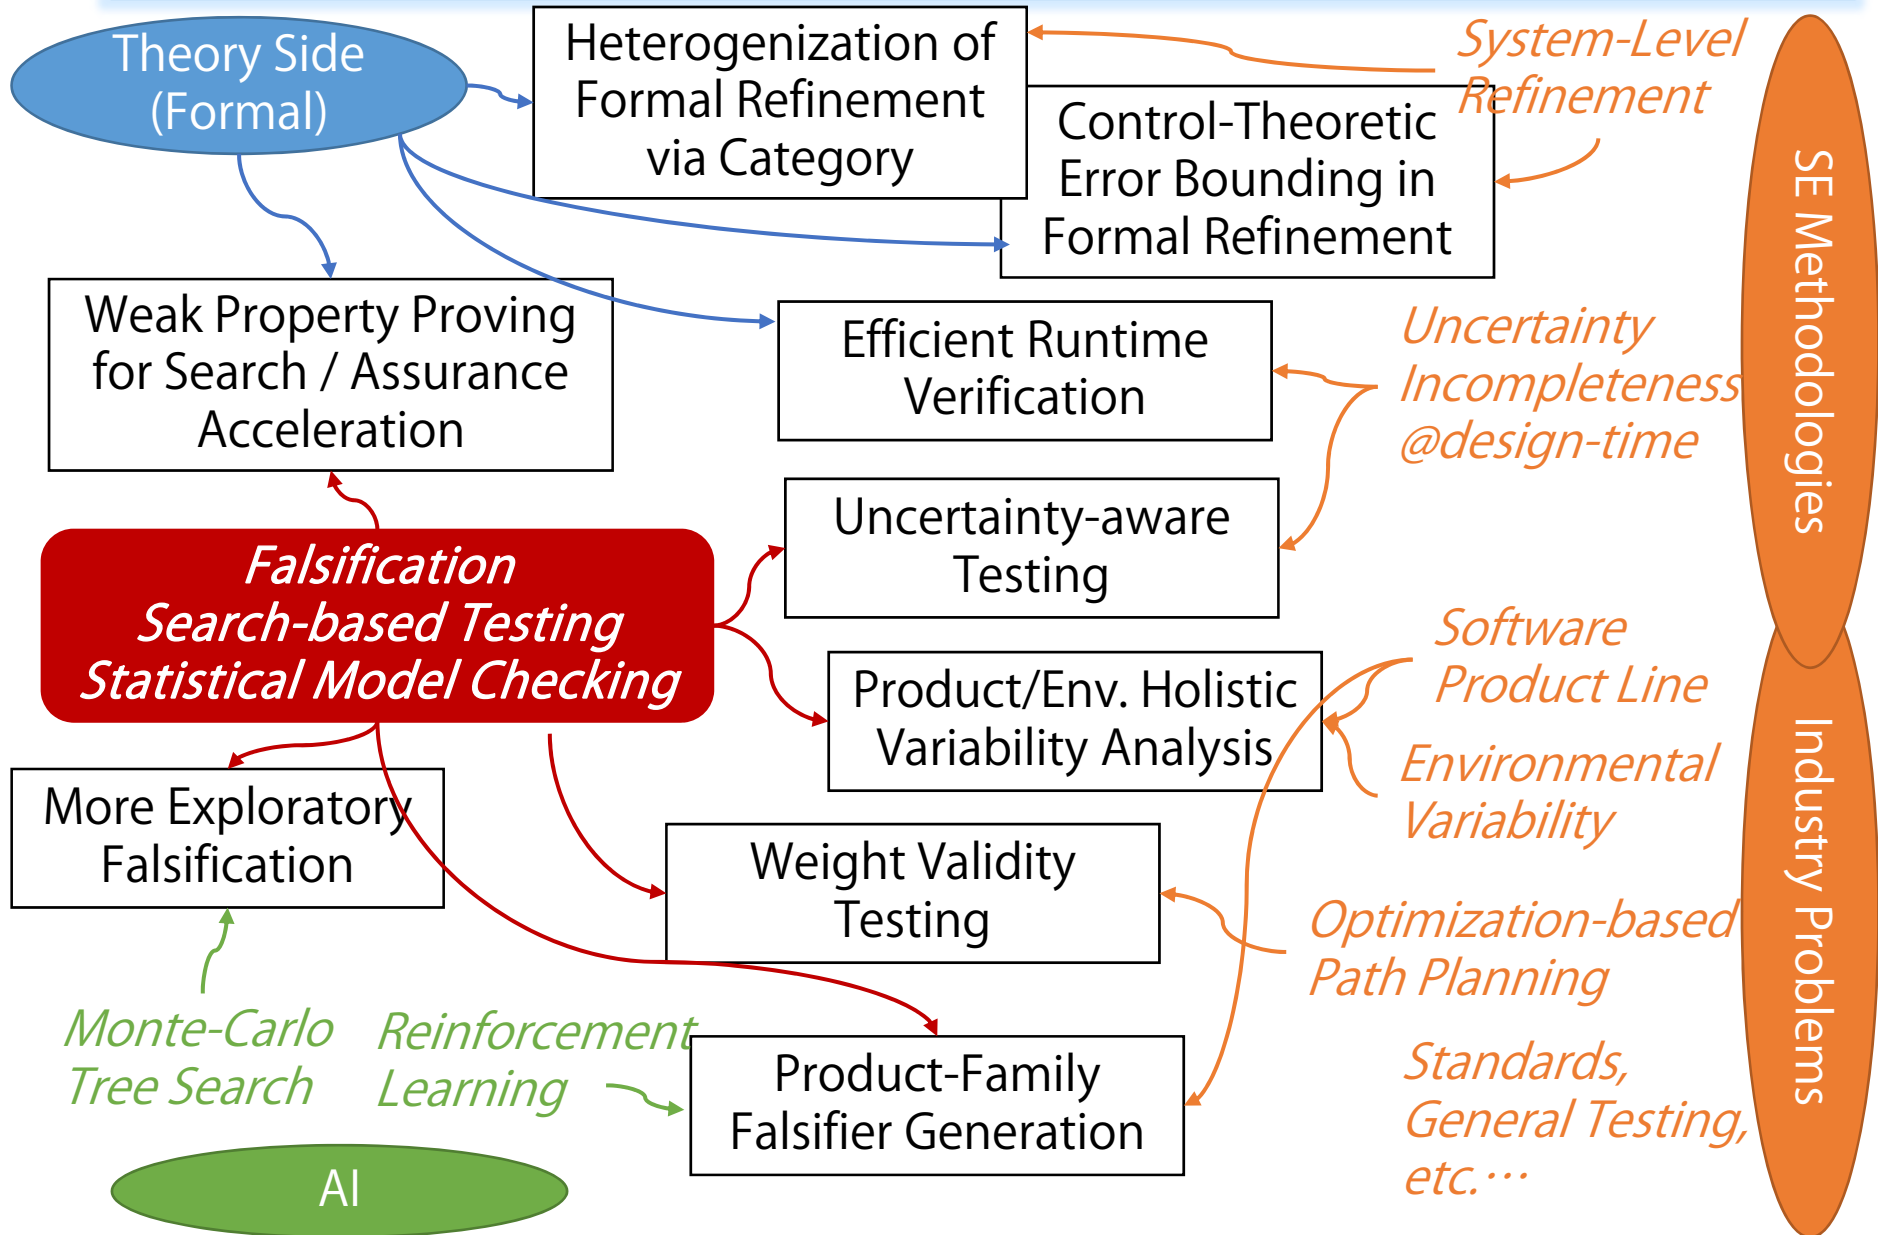 Theory Side
(Formal)
Heterogenization of
Formal Refinement
via Category
System-Level
Refinement
Control-Theoretic
Error Bounding in
Formal Refinement
SE Methodologies
Weak Property Proving
for Search / Assurance
Acceleration
Efficient Runtime
Verification
Uncertainty
Incompleteness
@design-time
Uncertainty-aware
Testing
Falsification
Search-based Testing
Statistical Model Checking
Software
Product Line
Product/Env. Holistic
Variability Analysis
Environmental
Variability
Industry Problems
More Exploratory
Falsification
Weight Validity
Testing
Optimization-based
Path Planning
Monte-Carlo
Tree Search
Reinforcement
Learning
Product-Family
Falsifier Generation
Standards,
General Testing,
etc.…
AI